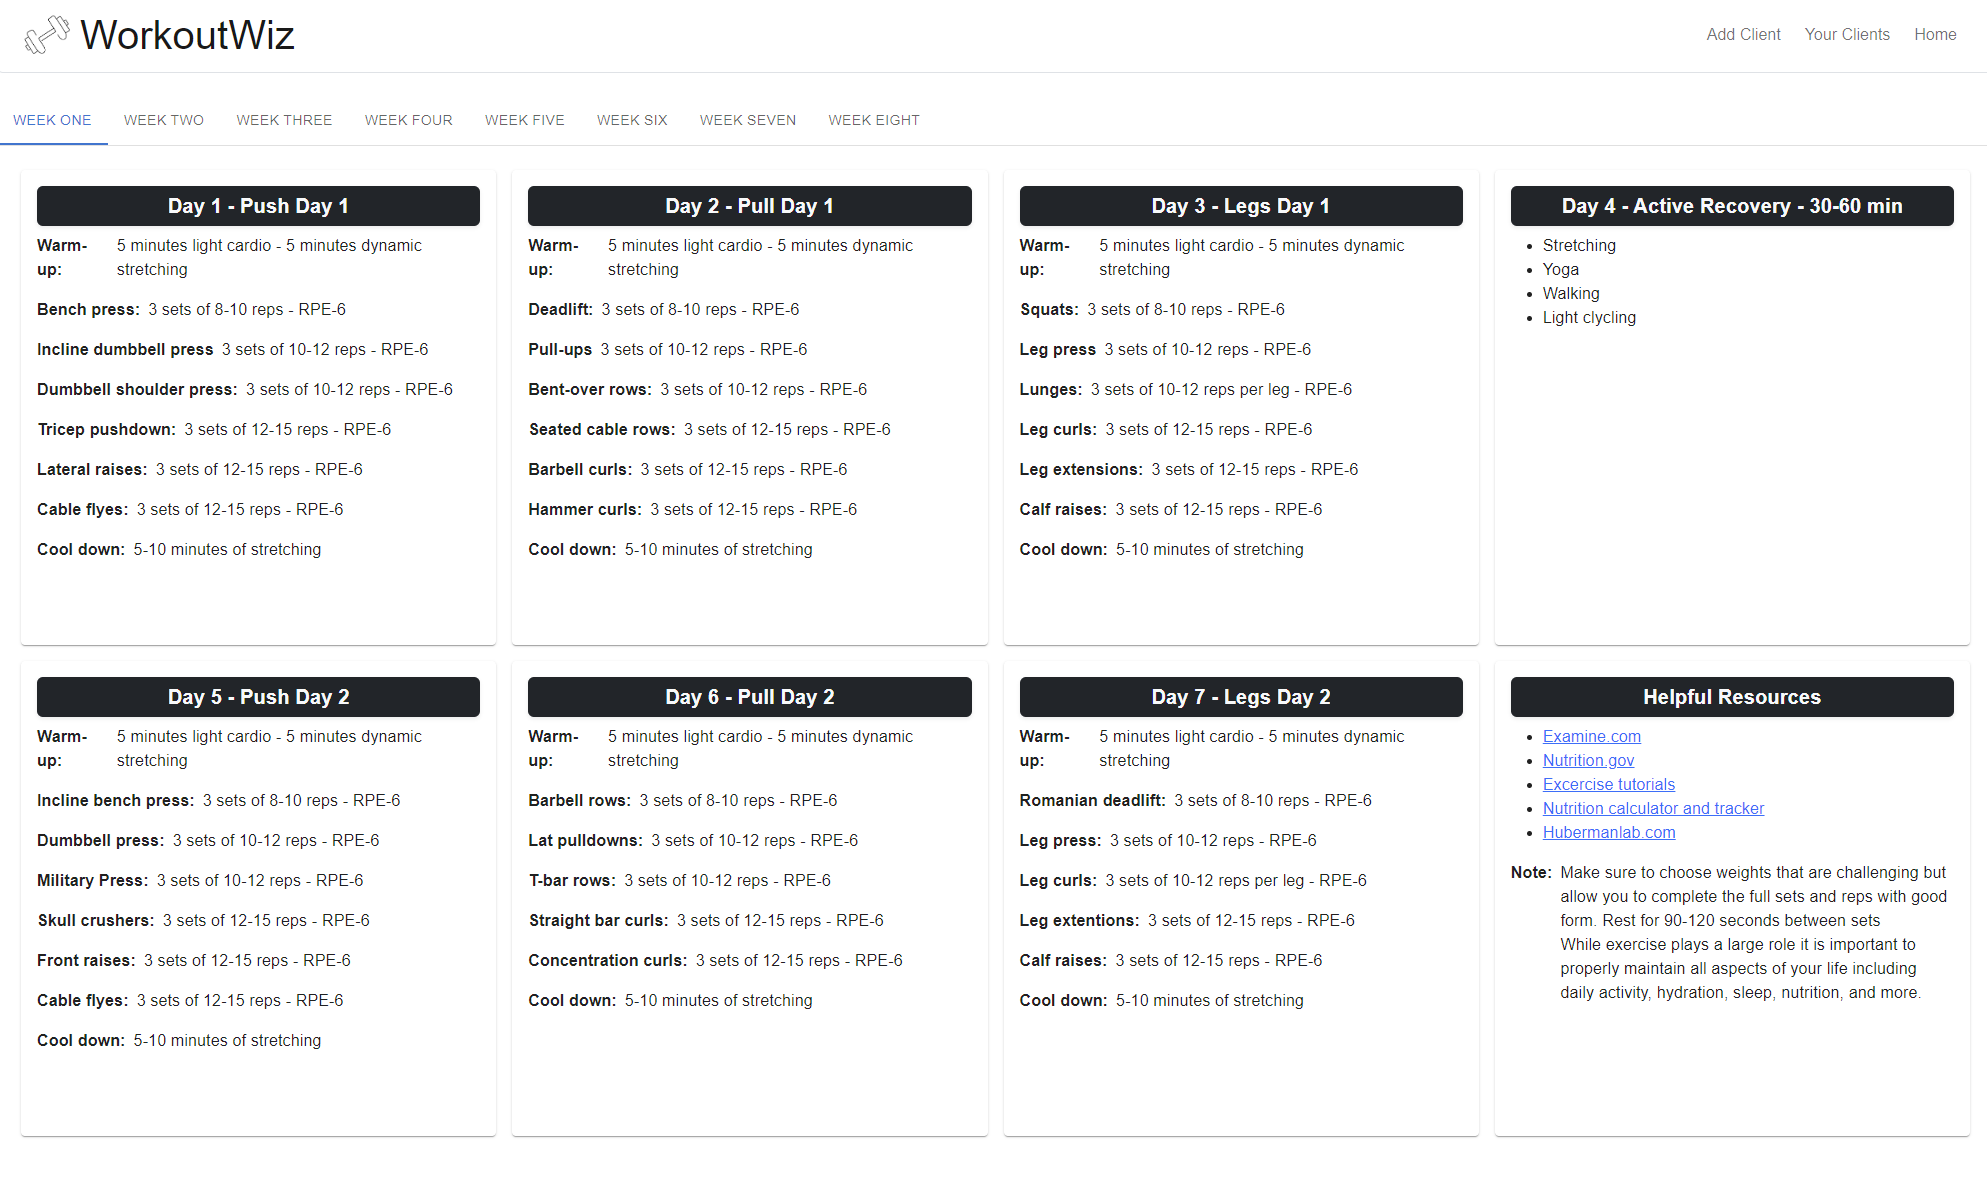 WorkoutWiz
Add Client
Your Clients
Home
WEEK ONE
WEEK TWO
WEEK THREE
WEEK FOUR
WEEK FIVE
WEEK SIX
WEEK SEVEN
WEEK EIGHT
Day 1 - Push Day 1
Warm-up: 5 minutes light cardio - 5 minutes dynamic
stretching
Bench press: 3 sets of 8-10 reps - RPE-6
Incline dumbbell press 3 sets of 10-12 reps - RPE-6
Dumbbell shoulder press: 3 sets of 10-12 reps - RPE-6
Tricep pushdown: 3 sets of 12-15 reps - RPE-6
Lateral raises: 3 sets of 12-15 reps - RPE-6
Cable flyes: 3 sets of 12-15 reps - RPE-6
Cool down: 5-10 minutes of stretching
Day 2 - Pull Day 1
Warm-up: 5 minutes light cardio - 5 minutes dynamic
stretching
Deadlift: 3 sets of 8-10 reps - RPE-6
Pull-ups 3 sets of 10-12 reps - RPE-6
Bent-over rows: 3 sets of 10-12 reps - RPE-6
Seated cable rows: 3 sets of 12-15 reps - RPE-6
Barbell curls: 3 sets of 12-15 reps - RPE-6
Hammer curls: 3 sets of 12-15 reps - RPE-6
Cool down: 5-10 minutes of stretching
Day 3 - Legs Day 1
Warm-up: 5 minutes light cardio - 5 minutes dynamic
stretching
Squats: 3 sets of 8-10 reps - RPE-6
Leg press 3 sets of 10-12 reps - RPE-6
Lunges: 3 sets of 10-12 reps per leg - RPE-6
Leg curls: 3 sets of 12-15 reps - RPE-6
Leg extensions: 3 sets of 12-15 reps - RPE-6
Calf raises: 3 sets of 12-15 reps - RPE-6
Cool down: 5-10 minutes of stretching
Day 4 - Active Recovery - 30-60 min
• Stretching
• Yoga
• Walking
• Light clycling
Day 5 - Push Day 2
Warm-up: 5 minutes light cardio - 5 minutes dynamic
stretching
Incline bench press: 3 sets of 8-10 reps - RPE-6
Dumbbell press: 3 sets of 10-12 reps - RPE-6
Military Press: 3 sets of 10-12 reps - RPE-6
Skull crushers: 3 sets of 12-15 reps - RPE-6
Front raises: 3 sets of 12-15 reps - RPE-6
Cable flyes: 3 sets of 12-15 reps - RPE-6
Cool down: 5-10 minutes of stretching
Day 6 - Pull Day 2
Warm-up: 5 minutes light cardio - 5 minutes dynamic
stretching
Barbell rows: 3 sets of 8-10 reps - RPE-6
Lat pulldowns: 3 sets of 10-12 reps - RPE-6
T-bar rows: 3 sets of 10-12 reps - RPE-6
Straight bar curls: 3 sets of 12-15 reps - RPE-6
Concentration curls: 3 sets of 12-15 reps - RPE-6
Cool down: 5-10 minutes of stretching
Day 7 - Legs Day 2
Warm-up: 5 minutes light cardio - 5 minutes dynamic
stretching
Romanian deadlift: 3 sets of 8-10 reps - RPE-6
Leg press: 3 sets of 10-12 reps - RPE-6
Leg curls: 3 sets of 10-12 reps per leg - RPE-6
Leg extentions: 3 sets of 12-15 reps - RPE-6
Calf raises: 3 sets of 12-15 reps - RPE-6
Cool down: 5-10 minutes of stretching
Helpful Resources
• Examine.com
• Nutrition.gov
• Excercise tutorials
• Nutrition calculator and tracker
• Hubermanlab.com
Note: Make sure to choose weights that are challenging but
allow you to complete the full sets and reps with good
form. Rest for 90-120 seconds between sets
While exercise plays a large role it is important to
properly maintain all aspects of your life including
daily activity, hydration, sleep, nutrition, and more.